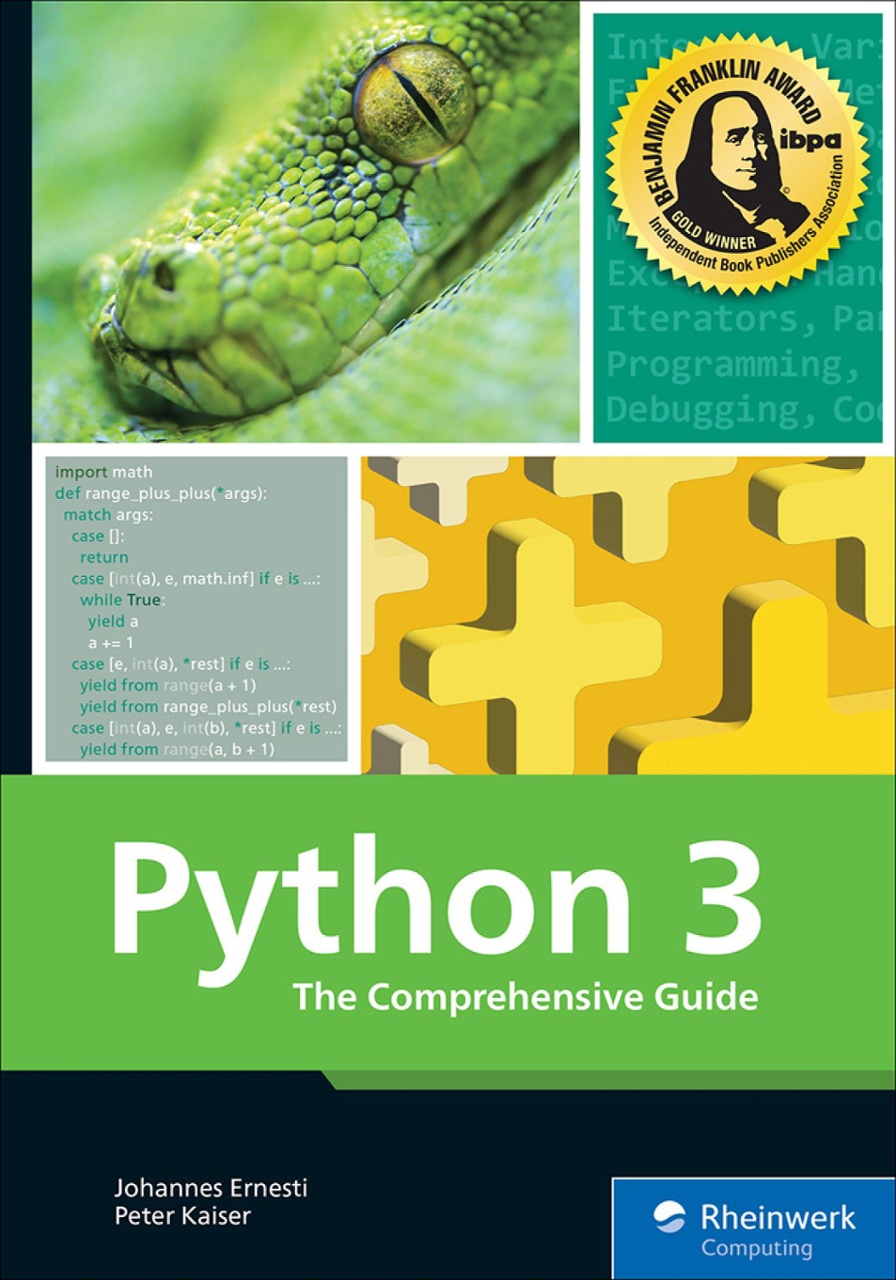 BENJAMIN FRANKLIN AWARD
ibpa
©
GOLD WINNER
Independent Book Publishers Association
Iterators,
Programming,
Debugging,
import math
def range_plus_plus(*args):
match args:
case []:
return
case [int(a), e, math.inf] if e is ...:
while True:
yield a
a += 1
case [e, int(a), *rest] if e is ...:
yield from range(a + 1)
yield from range_plus_plus(*rest)
case [int(a), e, int(b), *rest] if e is ...:
yield from range(a, b + 1)
Python 3
The Comprehensive Guide
Johannes Ernesti
Peter Kaiser
Rheinwerk
Computing